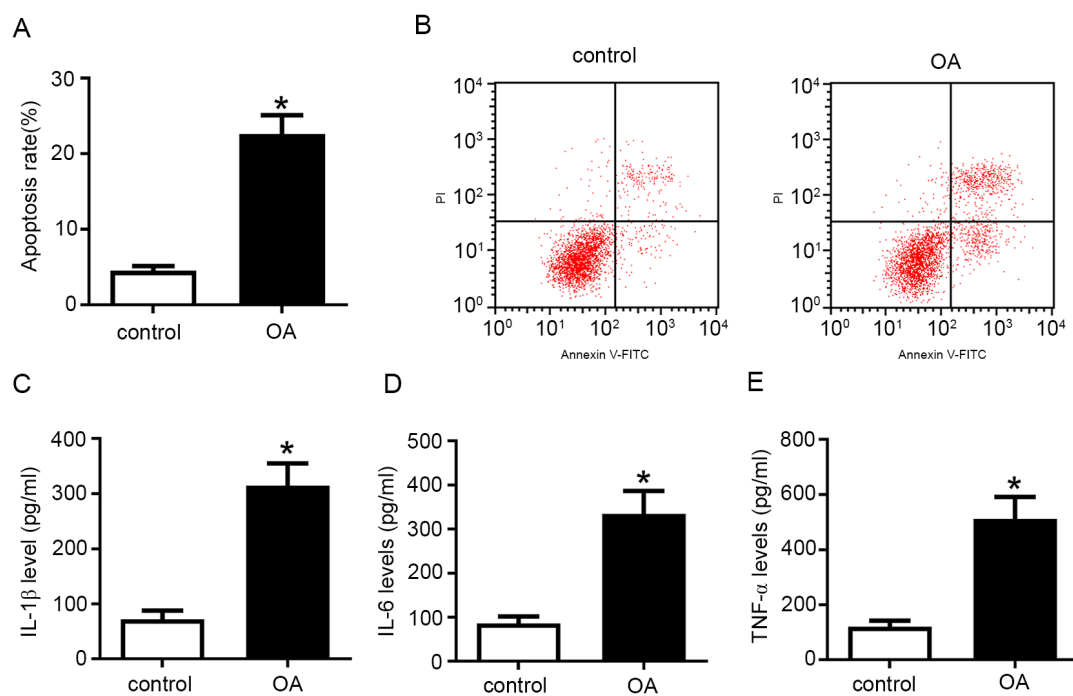 A
Apoptosis rate(%)
30
20
10
0
*
control
OA
B
control
PI
10⁴
10³
10²
10¹
10⁰
10⁰ 10¹ 10² 10³ 10⁴
Annexin V-FITC
OA
PI
10⁴
10³
10²
10¹
10⁰
10⁰ 10¹ 10² 10³ 10⁴
Annexin V-FITC
C
IL-1β level (pg/ml)
400
300
200
100
0
*
control
OA
D
IL-6 levels (pg/ml)
500
400
300
200
100
0
*
control
OA
E
TNF-α levels (pg/ml)
800
600
400
200
0
*
control
OA